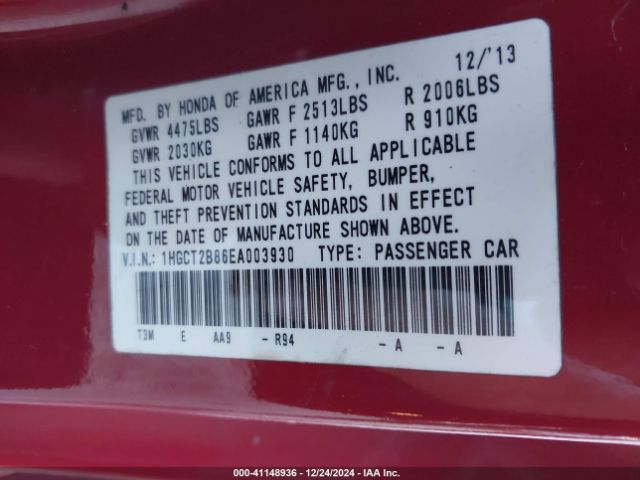 MFD. BY HONDA OF AMERICA MFG., INC. 12/'13
GVWR 4475LBS GAWR F 2513LBS R 2006LBS
GVWR 2030KG GAWR F 1140KG R 910KG
THIS VEHICLE CONFORMS TO ALL APPLICABLE
FEDERAL MOTOR VEHICLE SAFETY, BUMPER,
AND THEFT PREVENTION STANDARDS IN EFFECT
ON THE DATE OF MANUFACTURE SHOWN ABOVE.
V.I.N.: 1HGCT2B86EA003930 TYPE: PASSENGER CAR
T3M E AA9 - R94 - A - A
000-41148936 - 12/24/2024 - IAA Inc.